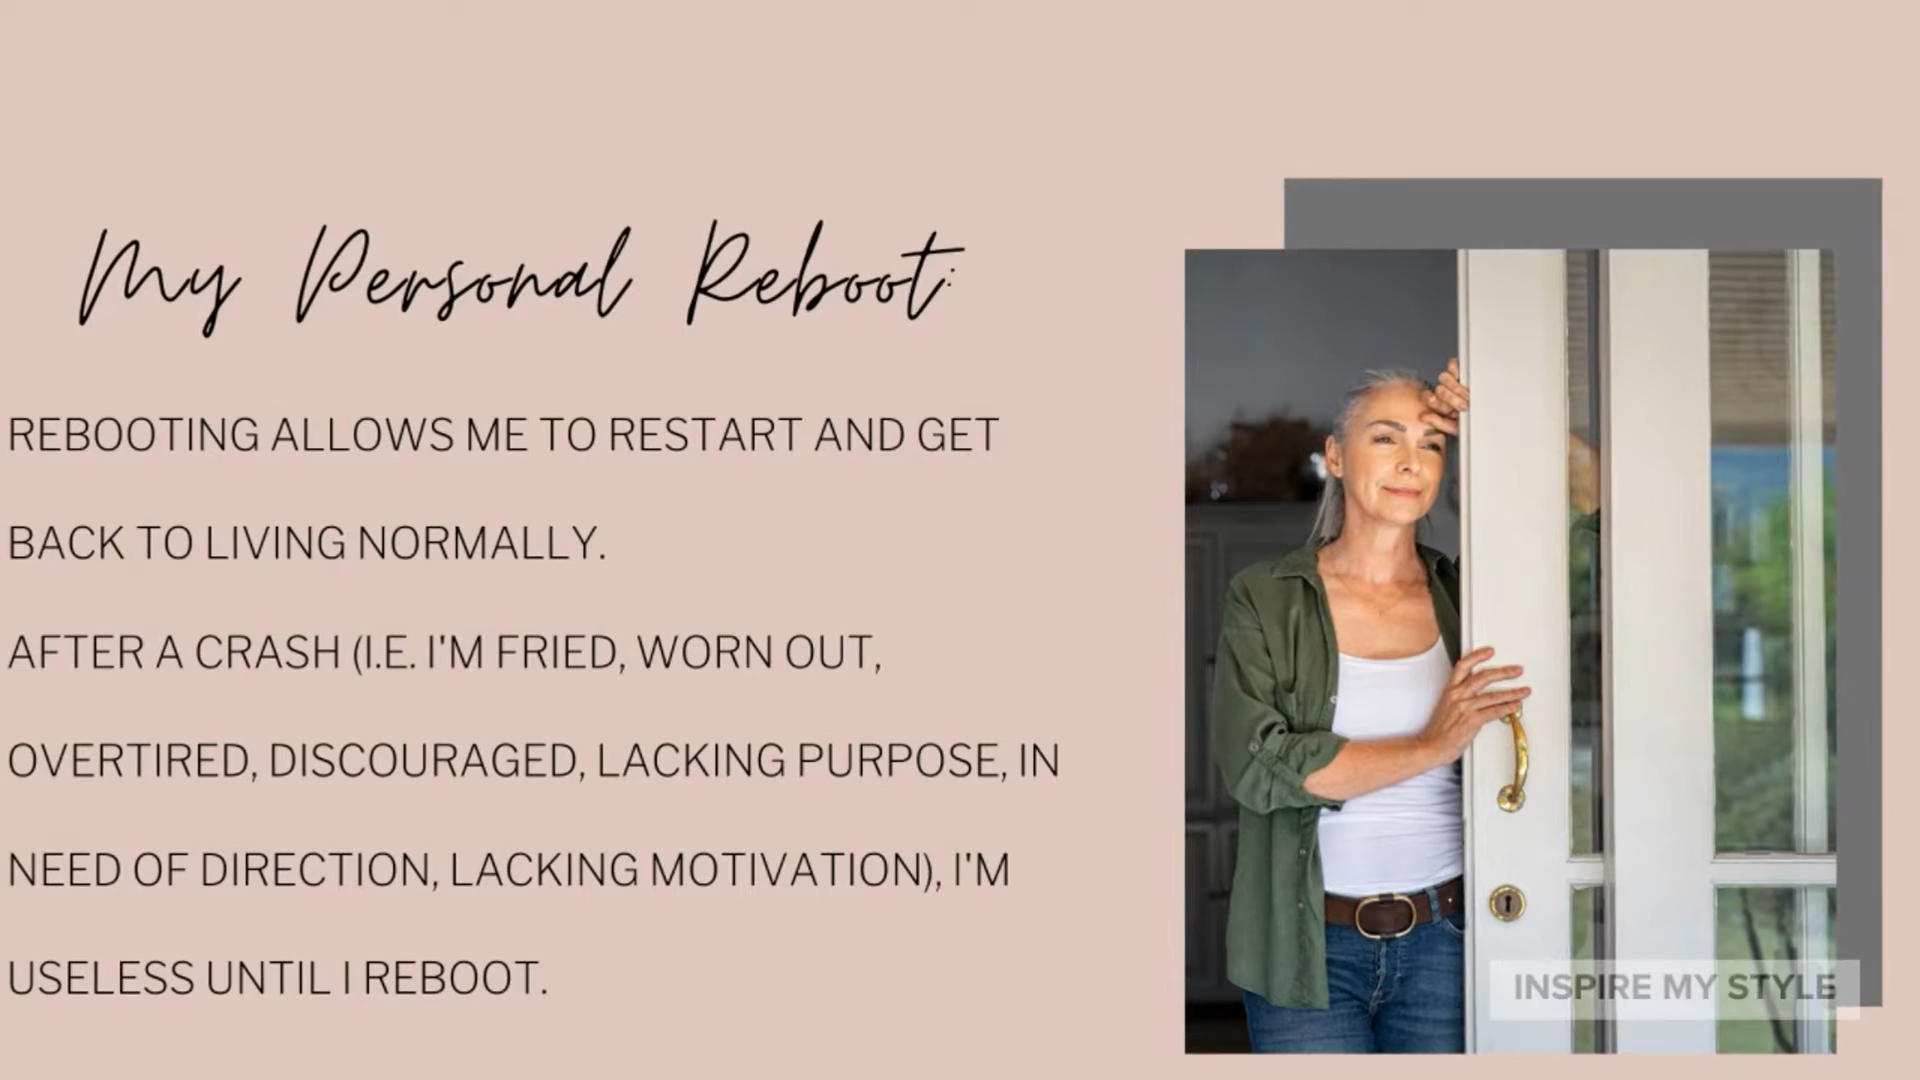 My Personal Reboot:
REBOOTING ALLOWS ME TO RESTART AND GET
BACK TO LIVING NORMALLY.
AFTER A CRASH (I.E. I'M FRIED, WORN OUT,
OVERTIRED, DISCOURAGED, LACKING PURPOSE, IN
NEED OF DIRECTION, LACKING MOTIVATION), I'M
USELESS UNTIL I REBOOT.
INSPIRE MY STYLE